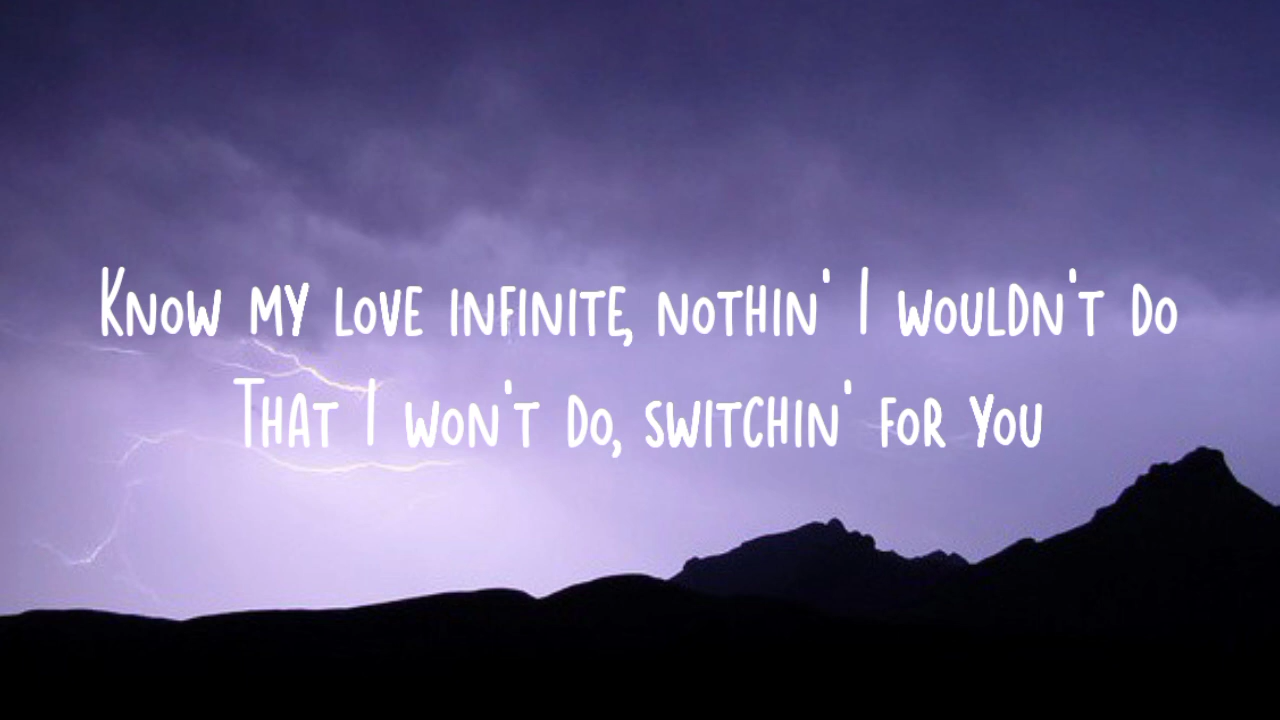 Know my love infinite, nothin' I wouldn't do
That I won't do, switchin' for you